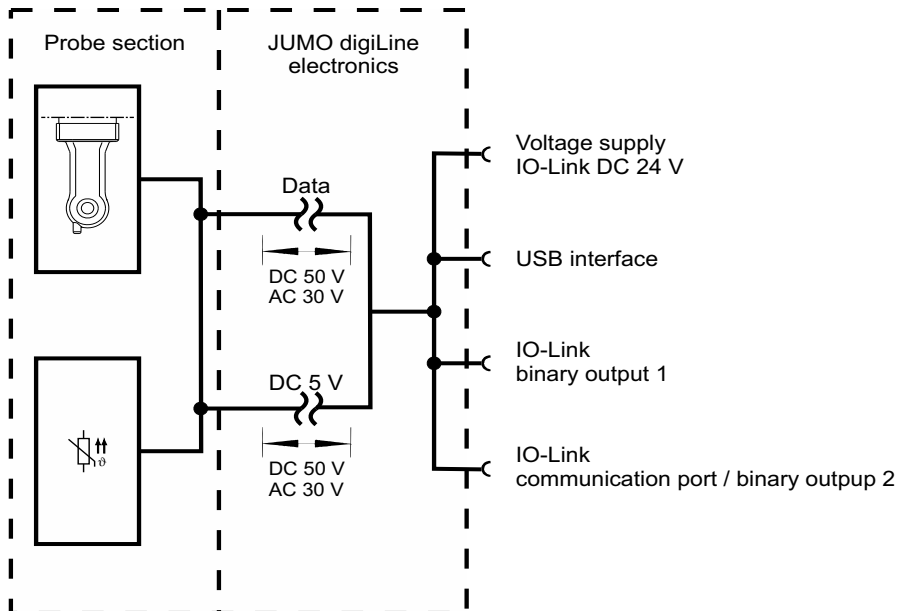 Probe section
JUMO digiLine
electronics
Data
DC 50 V
AC 30 V
DC 5 V
DC 50 V
AC 30 V
ϑ
Voltage supply
IO-Link DC 24 V
USB interface
IO-Link
binary output 1
IO-Link
communication port / binary outpup 2